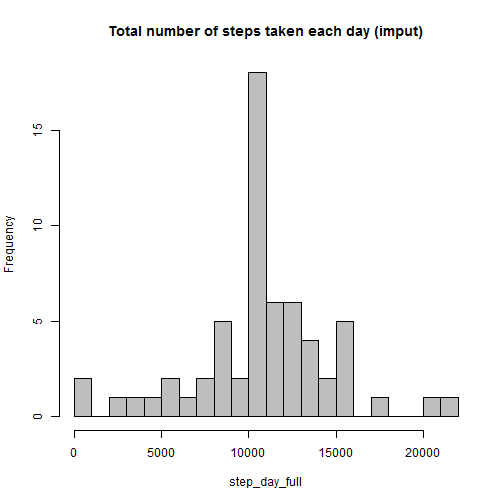 Total number of steps taken each day (imput)
Frequency
15
10
5
0
0 5000 10000 15000 20000
step_day_full